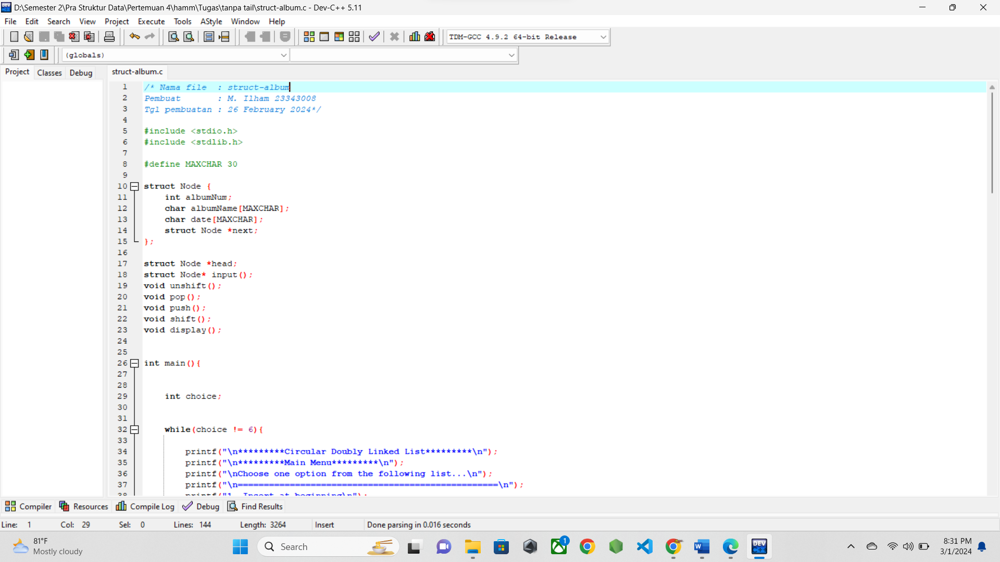 D:\Semester 2\Pra Struktur Data\Pertemuan 4\hamm\Tugas\tanpa tail\struct-album.c - Dev-C++ 5.11
File Edit Search View Project Execute Tools AStyle Window Help
TDM-GCC 4.9.2 64-bit Release
(globals)
Project Classes Debug struct-album.c
1 /* Nama file  : struct-album
2 Pembuat       : M. Ilham 23343008
3 Tgl pembuatan : 26 February 2024*/
4
5 #include <stdio.h>
6 #include <stdlib.h>
7
8 #define MAXCHAR 30
9
10 struct Node {
11     int albumNum;
12     char albumName[MAXCHAR];
13     char date[MAXCHAR];
14     struct Node *next;
15 };
16
17 struct Node *head;
18 struct Node* input();
19 void unshift();
20 void pop();
21 void push();
22 void shift();
23 void display();
24
25
26 int main(){
27
28
29     int choice;
30
31
32     while(choice != 6){
33
34         printf("\n*********Circular Doubly Linked List*********\n");
35         printf("\n*********Main Menu*********\n");
36         printf("\nChoose one option from the following list...\n");
37         printf("\n==================================================\n");
38         printf("1. Insert at beginning\n");
Compiler Resources Compile Log Debug Find Results
Line: 1 Col: 29 Sel: 0 Lines: 144 Length: 3264 Insert Done parsing in 0.016 seconds
81°F
Mostly cloudy
Search
1
W
DEV
C++
8:31 PM
3/1/2024